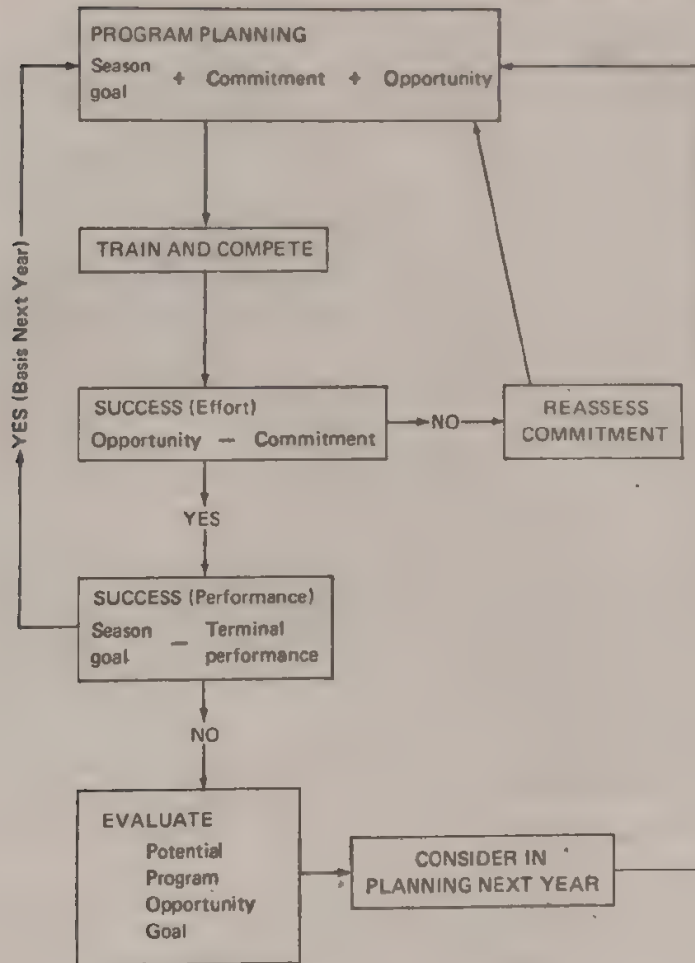 PROGRAM PLANNING
Season goal + Commitment + Opportunity
TRAIN AND COMPETE
YES (Basis Next Year)
SUCCESS (Effort)
Opportunity — Commitment
NO
REASSESS
COMMITMENT
YES
SUCCESS (Performance)
Season goal — Terminal performance
NO
EVALUATE
Potential
Program
Opportunity
Goal
CONSIDER IN
PLANNING NEXT YEAR